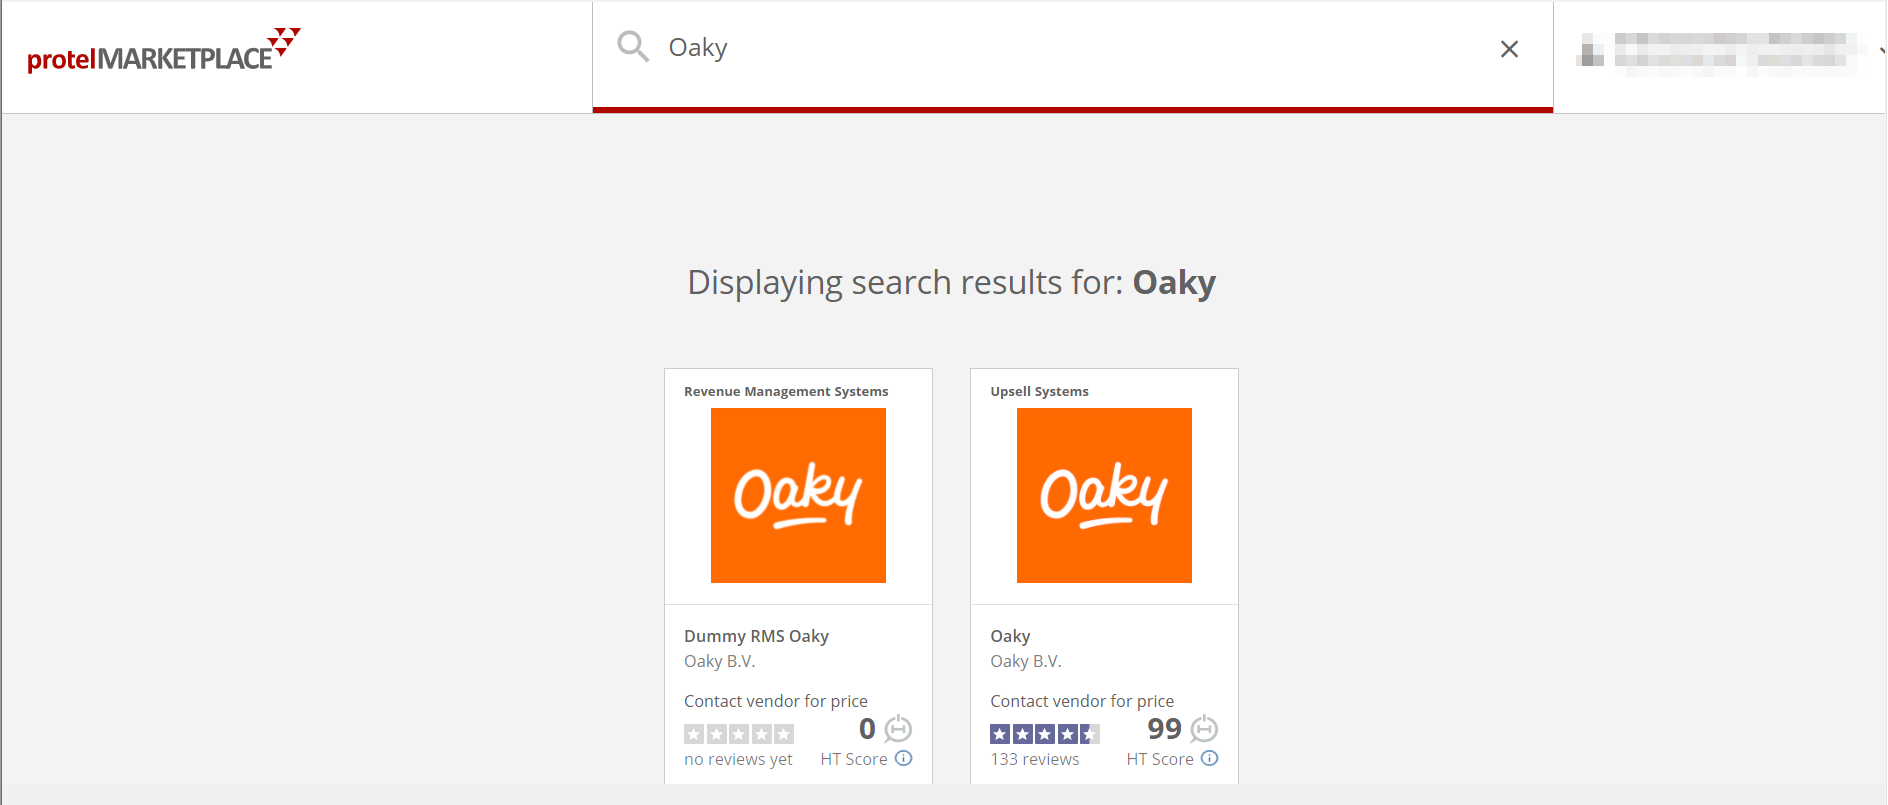 protelMARKETPLACE
Oaky
Displaying search results for: Oaky
Revenue Management Systems
Oaky
Dummy RMS Oaky
Oaky B.V.
Contact vendor for price
0
no reviews yet
HT Score
Upsell Systems
Oaky
Oaky
Oaky B.V.
Contact vendor for price
99
133 reviews
HT Score